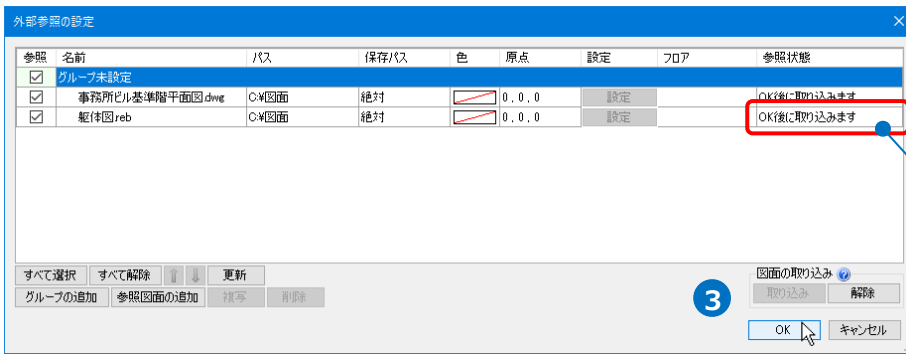 外部参照の設定
参照 名前 パス 保存パス 色 原点 設定 フロア 参照状態
グループ未設定
事務所ビル基準階平面図.dwg C:¥図面 絶対 0, 0, 0 設定 OK後に取り込みます
躯体図.reb C:¥図面 絶対 0, 0, 0 設定 OK後に取り込みます
すべて選択 すべて解除 更新 図面の取り込み
グループの追加 参照図面の追加 複写 削除 3 取り込み 解除
OK キャンセル